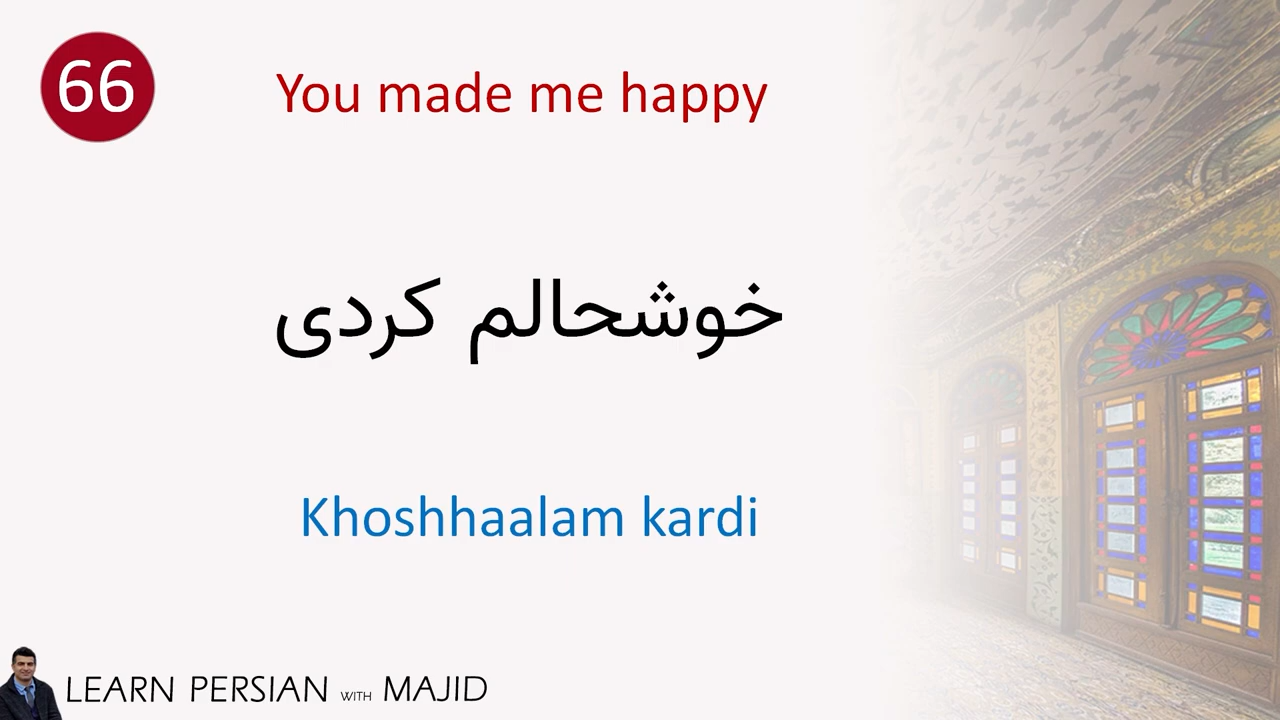 66
You made me happy
خوشحالم کردی
Khoshhaalam kardi
LEARN PERSIAN WITH MAJID